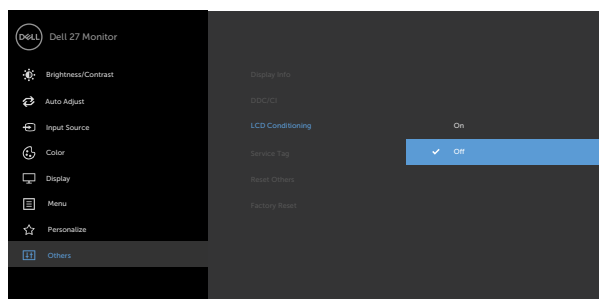 DELL Dell 27 Monitor
Brightness/Contrast
Auto Adjust
Input Source
Color
Display
Menu
Personalize
Others
Display Info
DDC/CI
LCD Conditioning
Service Tag
Reset Others
Factory Reset
On
Off